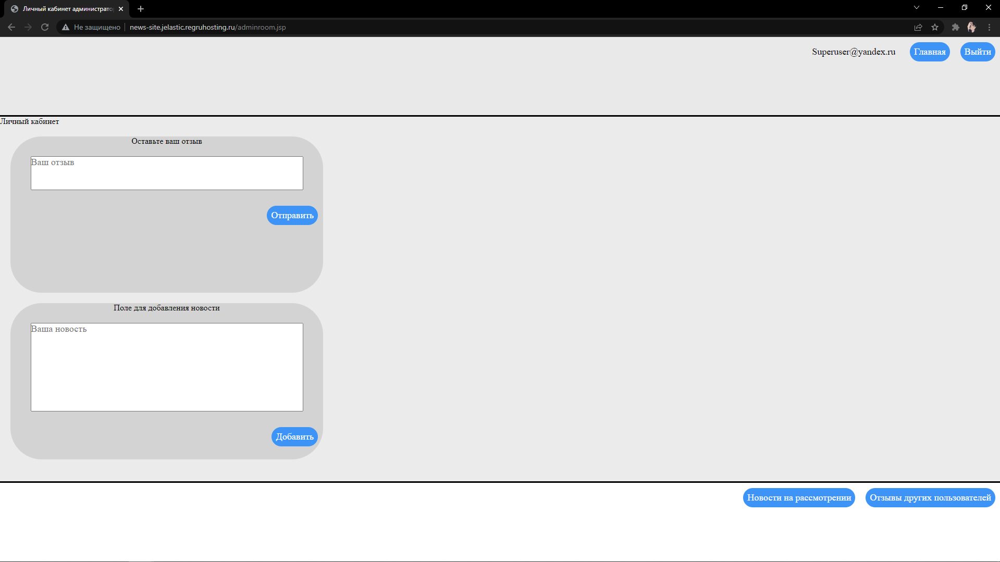 Личный кабинет администрато
Не защищено
news-site.jelastic.regruhosting.ru/adminroom.jsp
Superuser@yandex.ru
Главная
Выйти
Личный кабинет
Оставьте ваш отзыв
Ваш отзыв
Отправить
Поле для добавления новости
Ваша новость
Добавить
Новости на рассмотрении
Отзывы других пользователей